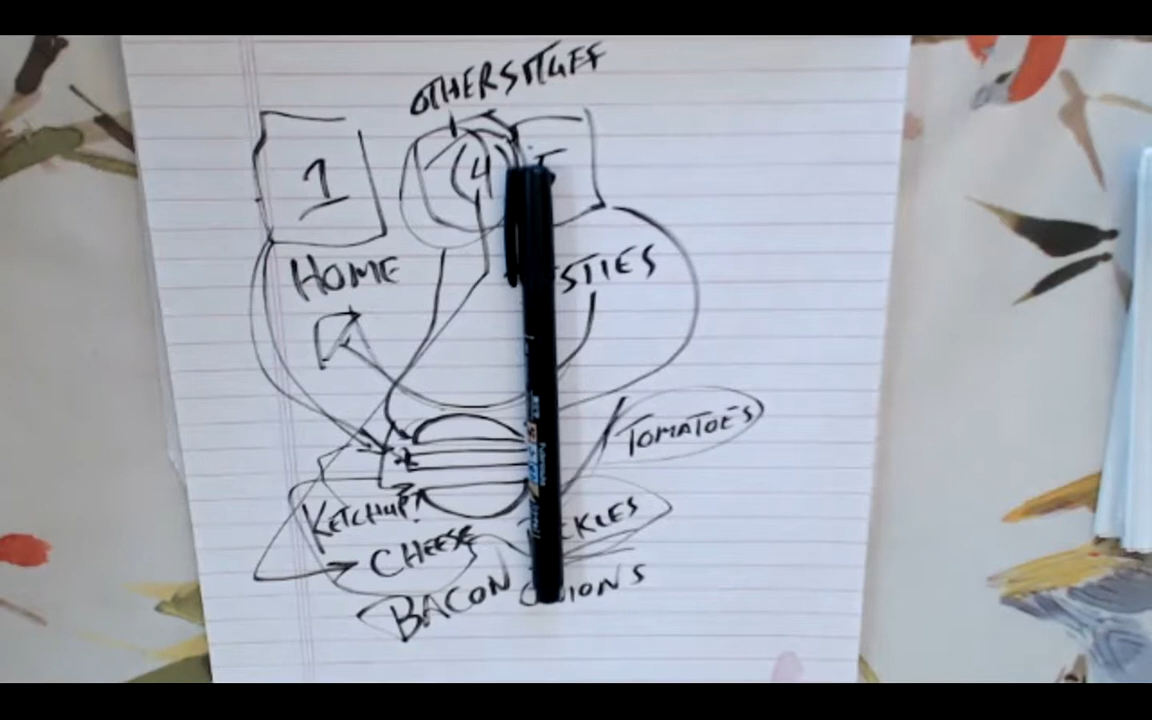 OTHERSTUFF
1
4
HOME
STIES
TOMATOES
KETCHUP?
CKLES
CHEESE
BACON
IONS